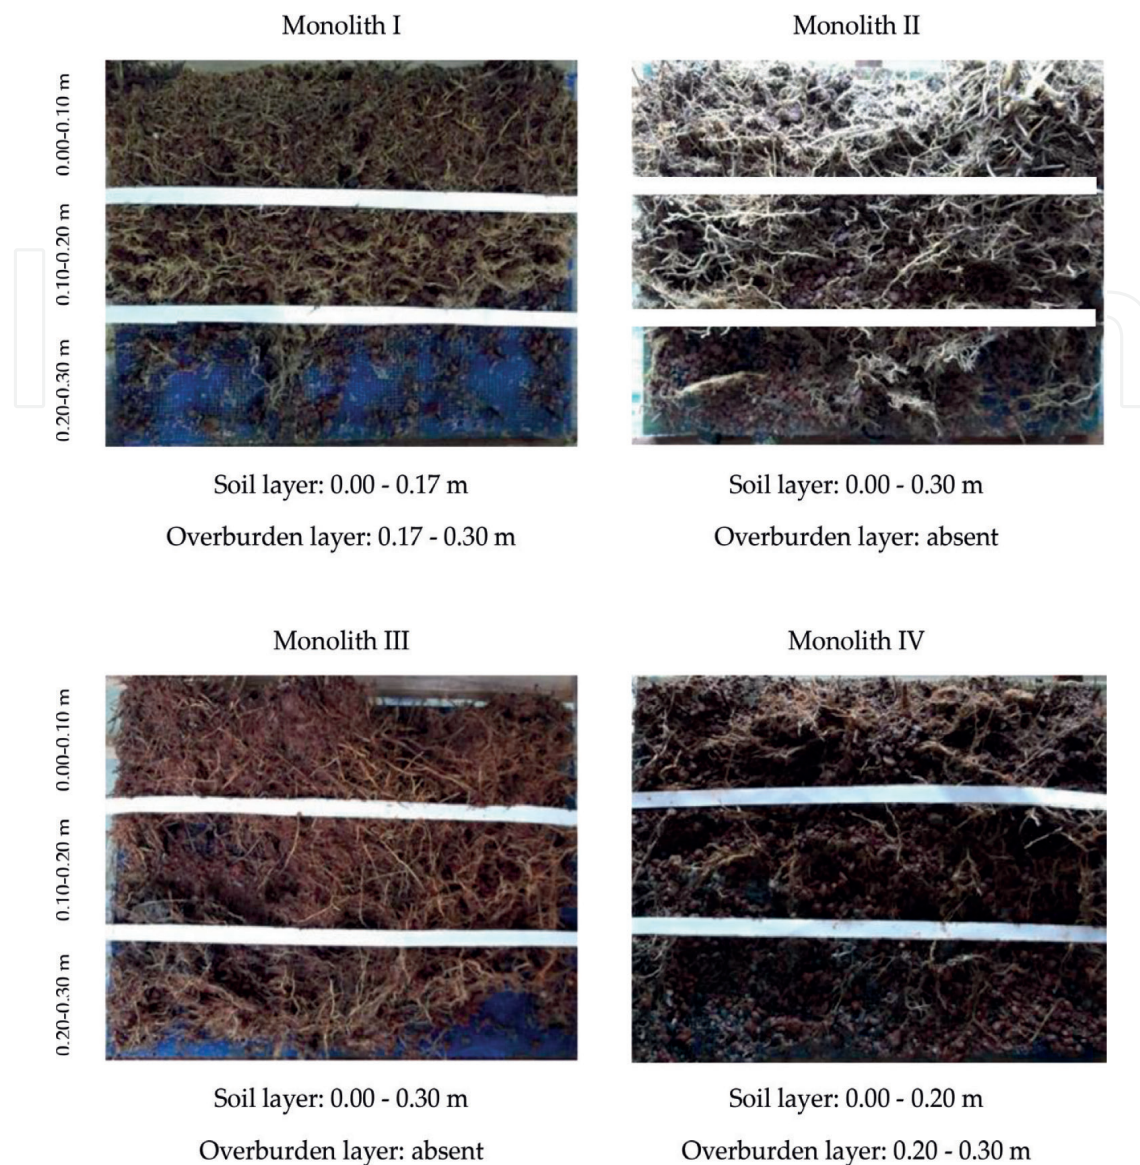 Monolith I
Monolith II
0.00-0.10 m
0.10-0.20 m
0.20-0.30 m
Soil layer: 0.00 - 0.17 m
Overburden layer: 0.17 - 0.30 m
Soil layer: 0.00 - 0.30 m
Overburden layer: absent
Monolith III
Monolith IV
0.00-0.10 m
0.10-0.20 m
0.20-0.30 m
Soil layer: 0.00 - 0.30 m
Overburden layer: absent
Soil layer: 0.00 - 0.20 m
Overburden layer: 0.20 - 0.30 m